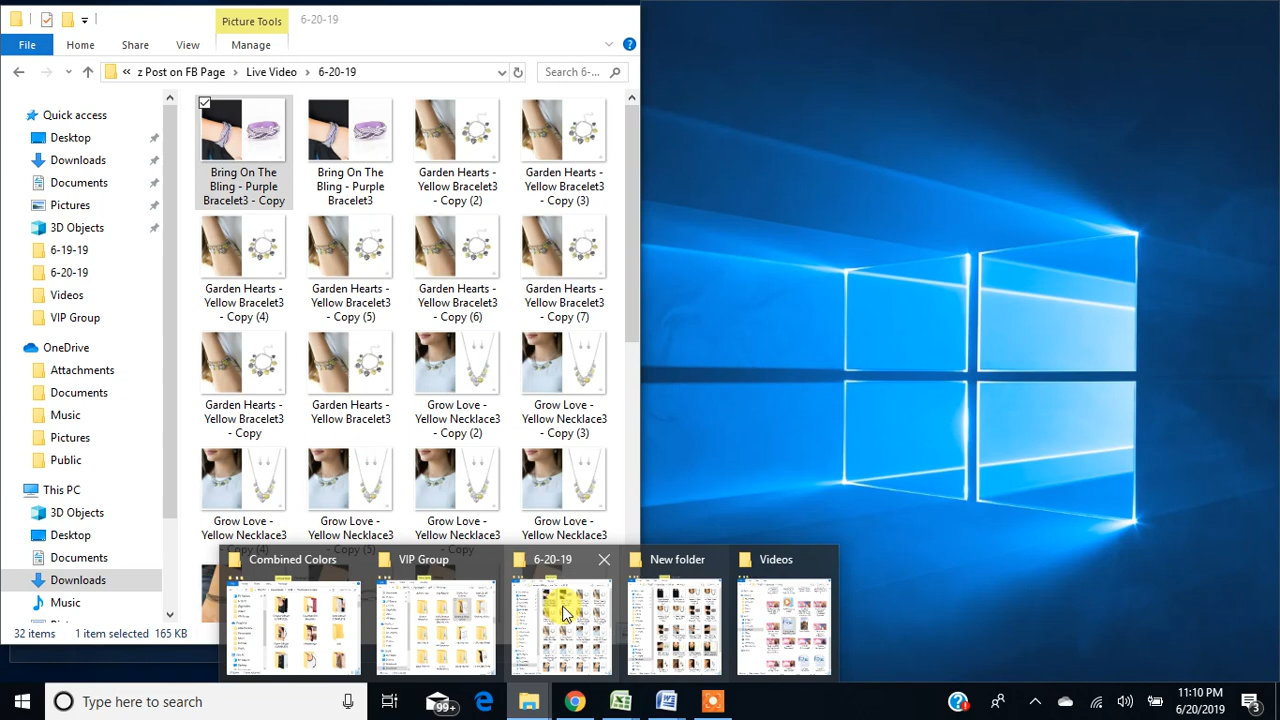 Picture Tools
6-20-19
File
Home
Share
View
Manage
« z Post on FB Page > Live Video > 6-20-19
Search 6-...
Quick access
Desktop
Downloads
Documents
Pictures
3D Objects
6-19-19
6-20-19
Videos
VIP Group
OneDrive
Attachments
Documents
Music
Pictures
Public
This PC
3D Objects
Desktop
Documents
Downloads
Music
Bring On The
Bling - Purple
Bracelet3 - Copy
Bring On The
Bling - Purple
Bracelet3
Garden Hearts -
Yellow Bracelet3
- Copy (2)
Garden Hearts -
Yellow Bracelet3
- Copy (3)
Garden Hearts -
Yellow Bracelet3
- Copy (4)
Garden Hearts -
Yellow Bracelet3
- Copy (5)
Garden Hearts -
Yellow Bracelet3
- Copy (6)
Garden Hearts -
Yellow Bracelet3
- Copy (7)
Garden Hearts -
Yellow Bracelet3
- Copy
Garden Hearts -
Yellow Bracelet3
Grow Love -
Yellow Necklace3
- Copy (2)
Grow Love -
Yellow Necklace3
- Copy (3)
Grow Love -
Yellow Necklace3
Grow Love -
Yellow Necklace3
Grow Love -
Yellow Necklace3
Grow Love -
Yellow Necklace3
32 items
1 item selected 165 KB
Combined Colors
VIP Group
6-20-19
New folder
Videos
Type here to search
99+
11:10 PM
6/20/2019
3